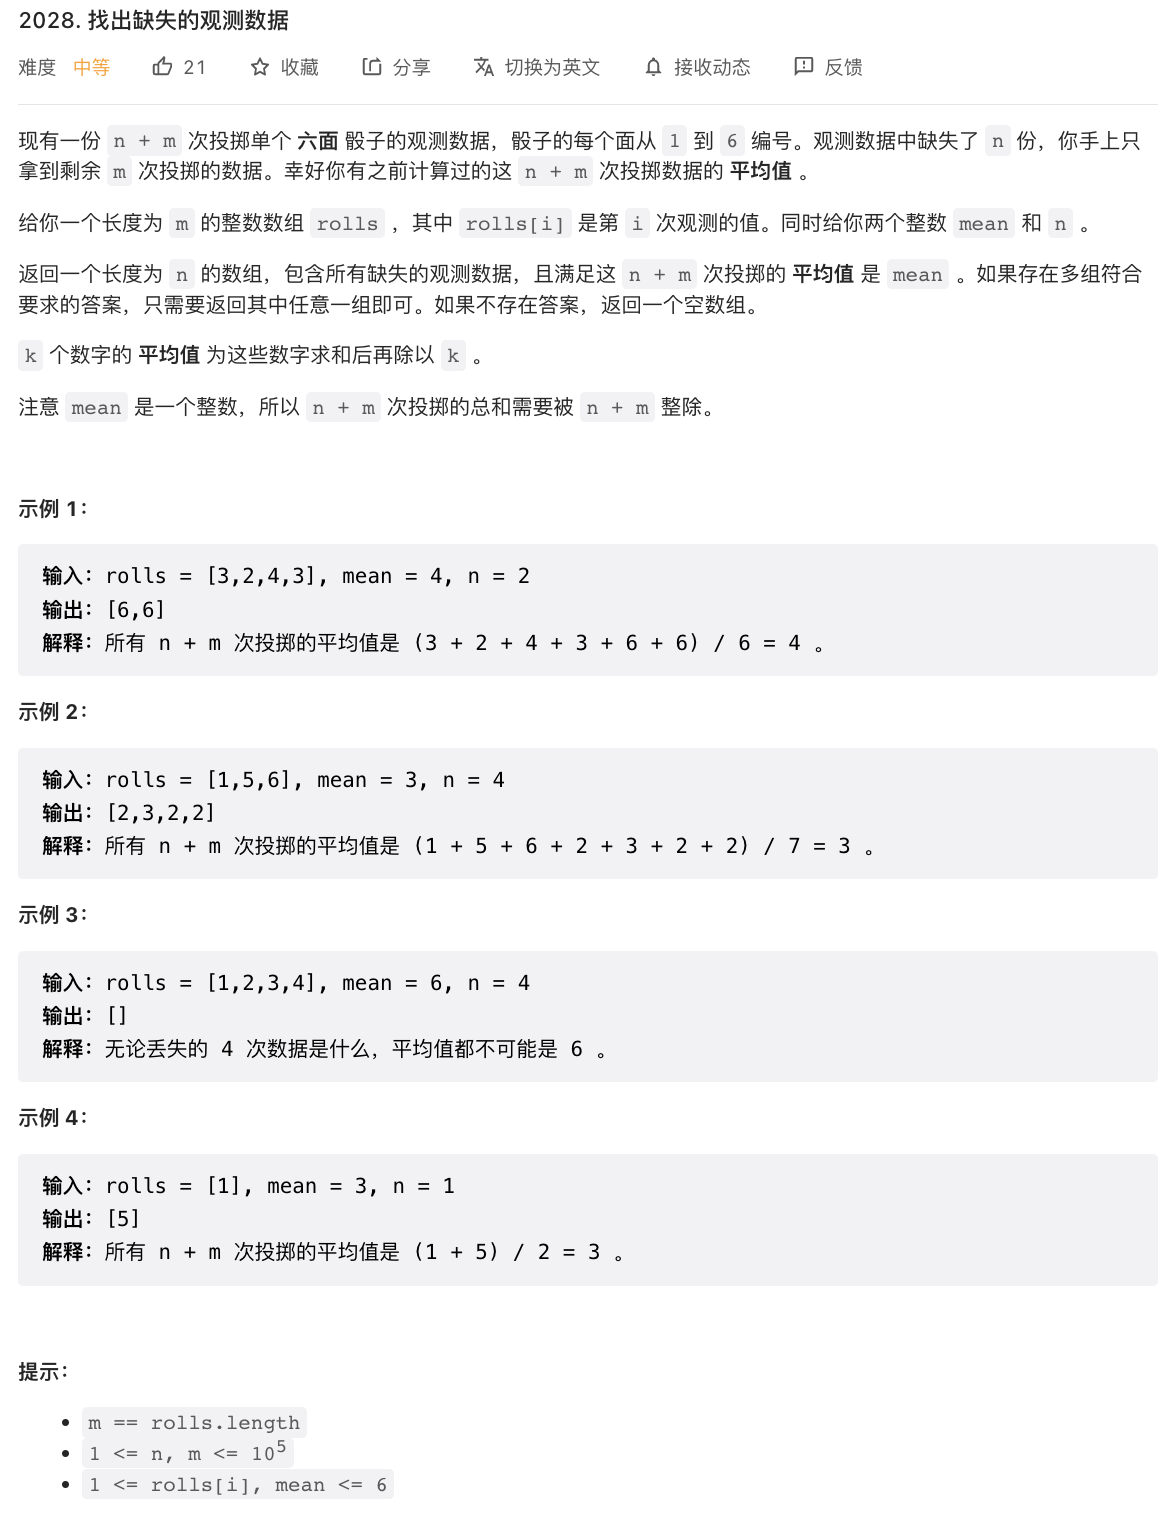 2028. 找出缺失的观测数据
难度 中等 21 收藏 分享 切换为英文 接收动态 反馈
现有一份 n + m 次投掷单个 六面 骰子的观测数据，骰子的每个面从 1 到 6 编号。观测数据中缺失了 n 份，你手上只
拿到剩余 m 次投掷的数据。幸好你有之前计算过的这 n + m 次投掷数据的 平均值 。
给你一个长度为 m 的整数数组 rolls ，其中 rolls[i] 是第 i 次观测的值。同时给你两个整数 mean 和 n 。
返回一个长度为 n 的数组，包含所有缺失的观测数据，且满足这 n + m 次投掷的 平均值 是 mean 。如果存在多组符合
要求的答案，只需要返回其中任意一组即可。如果不存在答案，返回一个空数组。
k 个数字的 平均值 为这些数字求和后再除以 k 。
注意 mean 是一个整数，所以 n + m 次投掷的总和需要被 n + m 整除。
示例 1：
输入：rolls = [3,2,4,3], mean = 4, n = 2
输出：[6,6]
解释：所有 n + m 次投掷的平均值是 (3 + 2 + 4 + 3 + 6 + 6) / 6 = 4 。
示例 2：
输入：rolls = [1,5,6], mean = 3, n = 4
输出：[2,3,2,2]
解释：所有 n + m 次投掷的平均值是 (1 + 5 + 6 + 2 + 3 + 2 + 2) / 7 = 3 。
示例 3：
输入：rolls = [1,2,3,4], mean = 6, n = 4
输出：[]
解释：无论丢失的 4 次数据是什么，平均值都不可能是 6 。
示例 4：
输入：rolls = [1], mean = 3, n = 1
输出：[5]
解释：所有 n + m 次投掷的平均值是 (1 + 5) / 2 = 3 。
提示：
• m == rolls.length
• 1 <= n, m <= 10⁵
• 1 <= rolls[i], mean <= 6